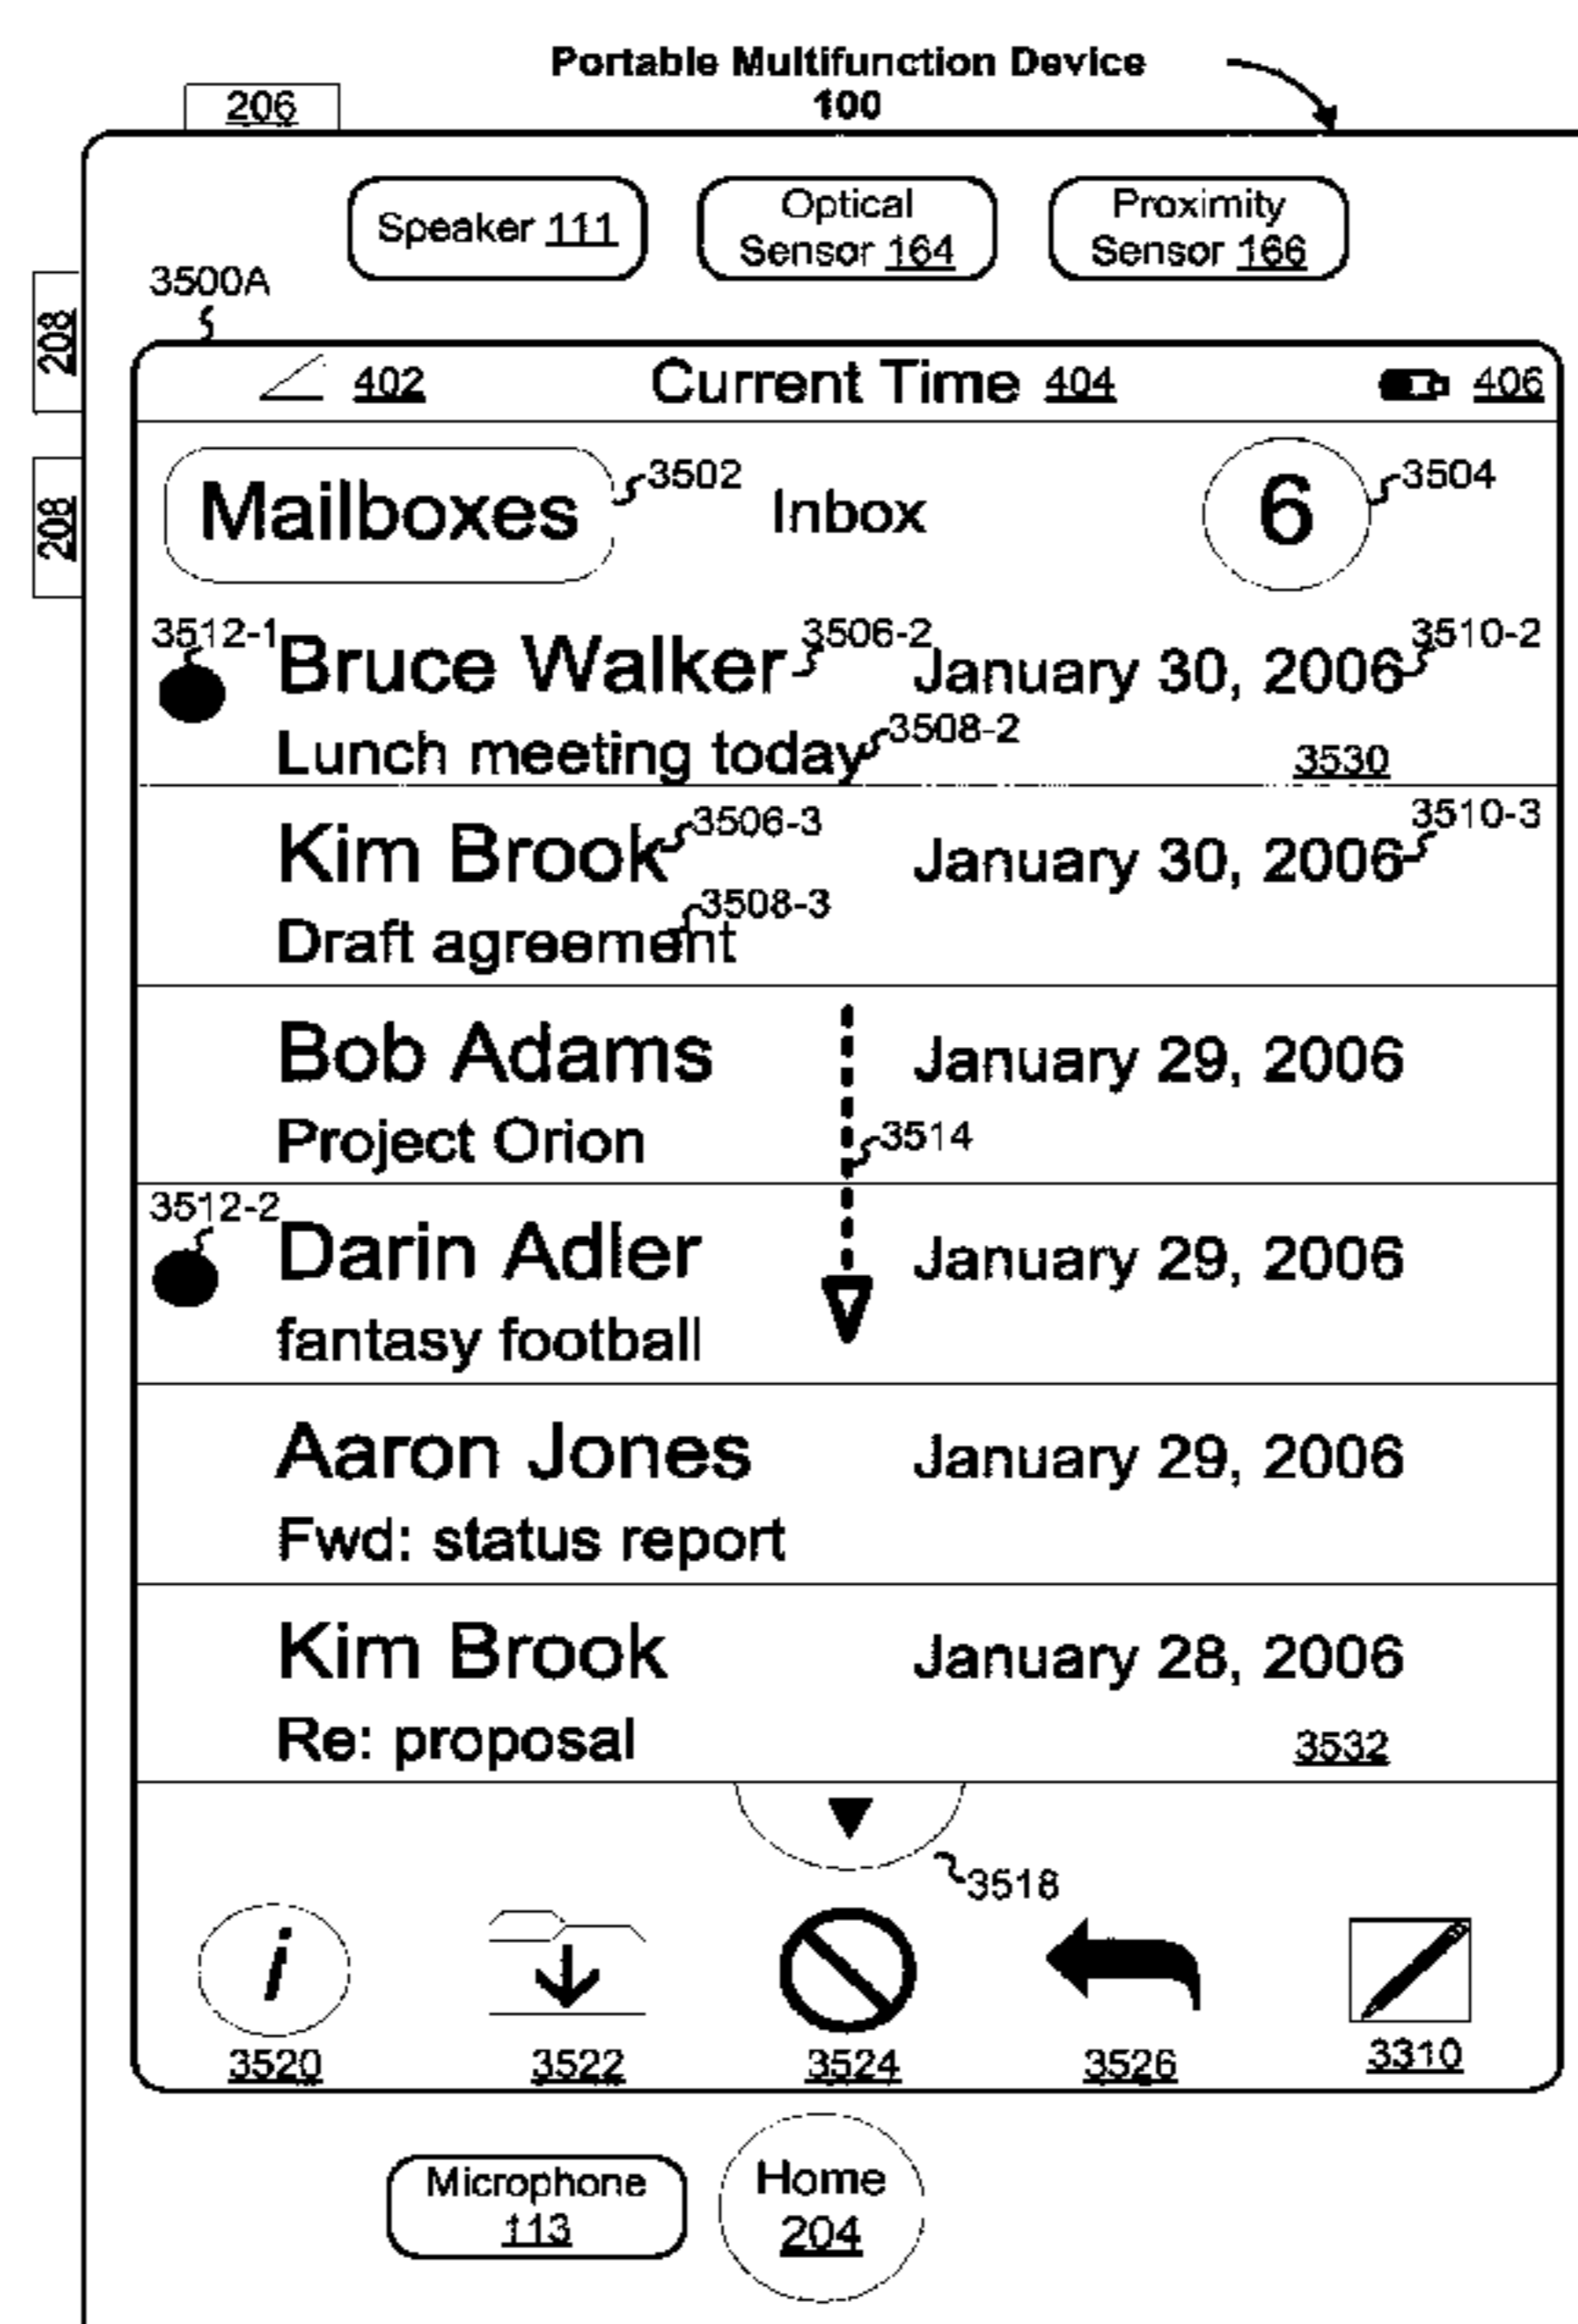 Portable Multifunction Device
100
206
Speaker 111
Optical
Sensor 164
Proximity
Sensor 166
3500A
208
208
402
Current Time 404
406
Mailboxes
3502
Inbox
6
3504
3512-1
Bruce Walker
3506-2
January 30, 2006
3510-2
Lunch meeting today
3508-2
3530
Kim Brook
3506-3
January 30, 2006
3510-3
Draft agreement
3508-3
Bob Adams
January 29, 2006
Project Orion
3514
3512-2
Darin Adler
January 29, 2006
fantasy football
Aaron Jones
January 29, 2006
Fwd: status report
Kim Brook
January 28, 2006
Re: proposal
3532
3518
i
3520
3522
3524
3526
3310
Microphone
113
Home
204